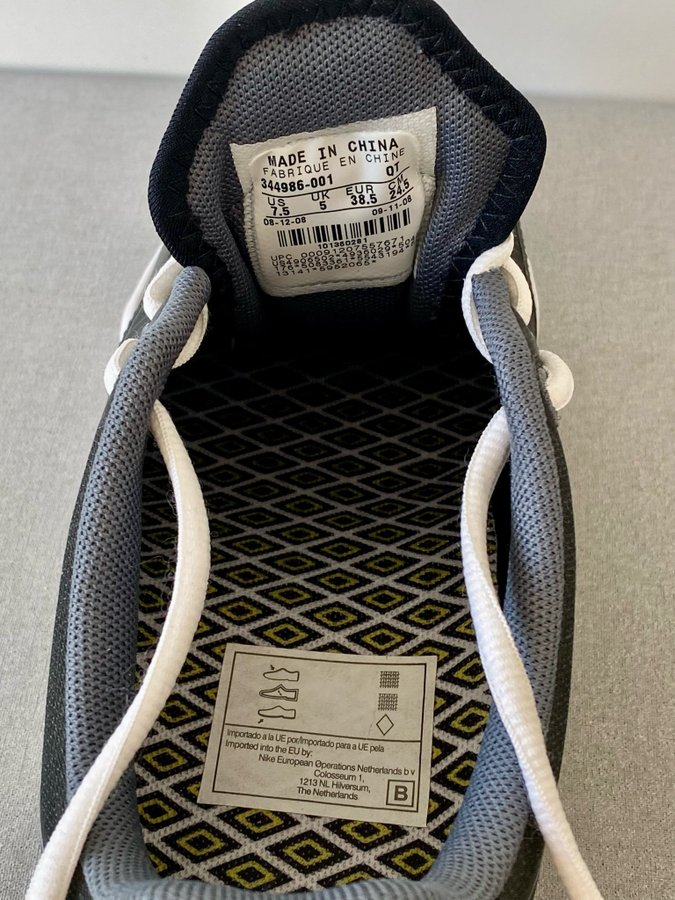 MADE IN CHINA
FABRIQUE EN CHINE
344986-001 QT
US UK EUR CM
7.5 5 38.5 24.5
08-12-08 09-11-08
101360281
UPC
Importado a la UE por/Importado para a UE pela
Imported into the EU by:
Nike European Operations Netherlands b v
Colosseum 1,
1213 NL Hilversum,
The Netherlands
B